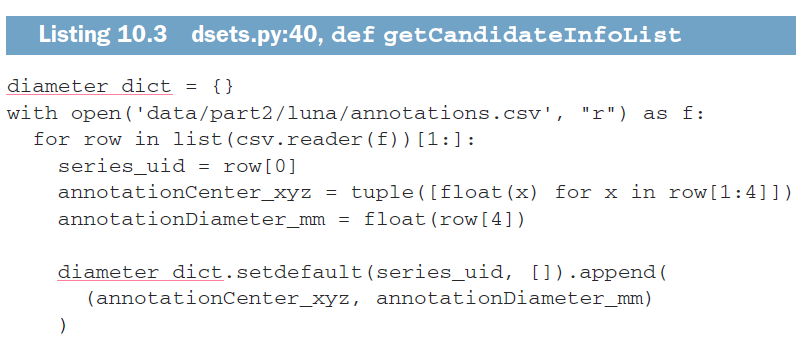 Listing 10.3 dsets.py:40, def getCandidateInfoList
diameter_dict = {}
with open('data/part2/luna/annotations.csv', "r") as f:
  for row in list(csv.reader(f))[1:]:
    series_uid = row[0]
    annotationCenter_xyz = tuple([float(x) for x in row[1:4]])
    annotationDiameter_mm = float(row[4])
    diameter_dict.setdefault(series_uid, []).append(
      (annotationCenter_xyz, annotationDiameter_mm)
    )